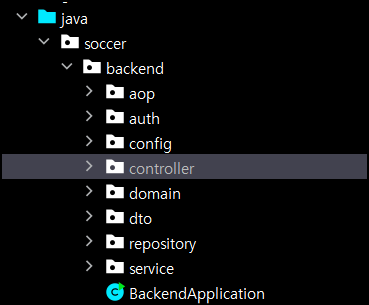 java
soccer
backend
aop
auth
config
controller
domain
dto
repository
service
BackendApplication